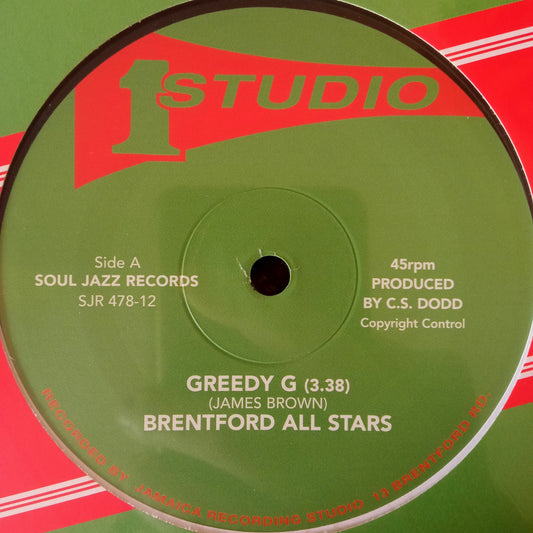 1 STUDIO
Side A
SOUL JAZZ RECORDS
SJR 478-12
45rpm
PRODUCED
BY C.S. DODD
Copyright Control
GREEDY G (3.38)
(JAMES BROWN)
BRENTFORD ALL STARS
RECORDED BY JAMAICA RECORDING STUDIO 13 BRENTFORD RD.